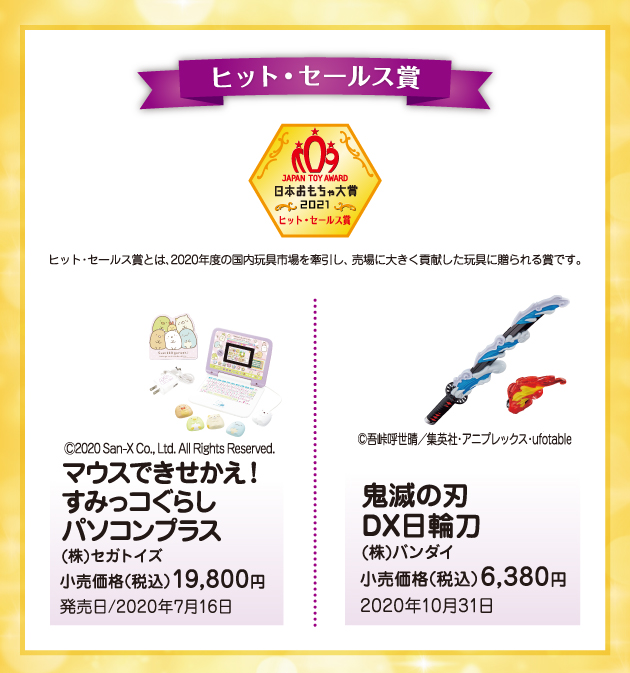 ヒット・セールス賞
JAPAN TOY AWARD
日本おもちゃ大賞
2021
ヒット・セールス賞
ヒット・セールス賞とは、2020年度の国内玩具市場を牽引し、売場に大きく貢献した玩具に贈られる賞です。
©2020 San-X Co., Ltd. All Rights Reserved.
マウスできせかえ！
すみっコぐらし
パソコンプラス
（株）セガトイズ
小売価格（税込）19,800円
発売日/2020年7月16日
©吾峠呼世晴／集英社・アニプレックス・ufotable
鬼滅の刃
DX日輪刀
（株）バンダイ
小売価格（税込）6,380円
2020年10月31日